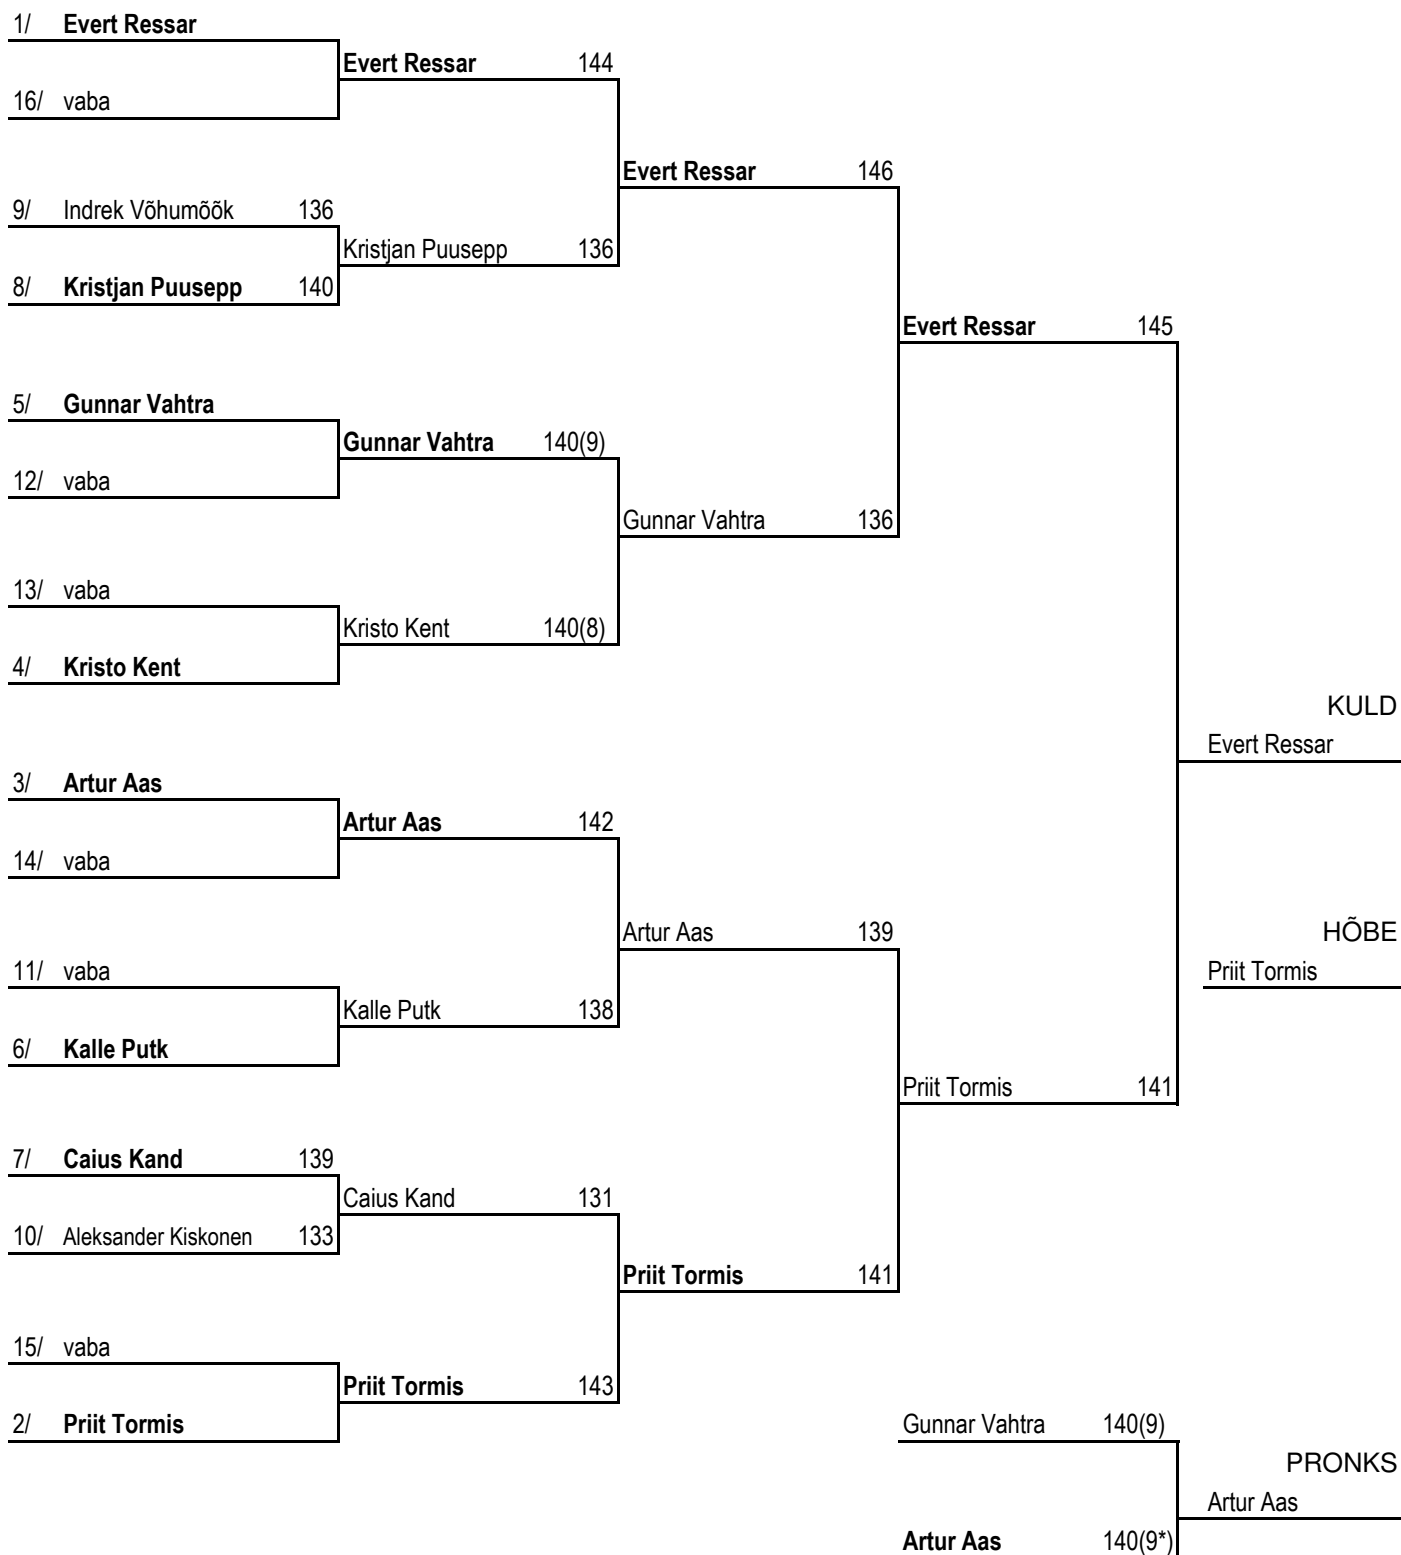 1/ Evert Ressar
Evert Ressar 144
16/ vaba
Evert Ressar 146
9/ Indrek Võhumõõk 136
Kristjan Puusepp 136
8/ Kristjan Puusepp 140
Evert Ressar 145
5/ Gunnar Vahtra
Gunnar Vahtra 140(9)
12/ vaba
Gunnar Vahtra 136
13/ vaba
Kristo Kent 140(8)
4/ Kristo Kent
KULD
Evert Ressar
3/ Artur Aas
Artur Aas 142
14/ vaba
Artur Aas 139
HÕBE
11/ vaba
Priit Tormis
Kalle Putk 138
6/ Kalle Putk
Priit Tormis 141
7/ Caius Kand 139
Caius Kand 131
10/ Aleksander Kiskonen 133
Priit Tormis 141
15/ vaba
Priit Tormis 143
2/ Priit Tormis
Gunnar Vahtra 140(9)
PRONKS
Artur Aas
Artur Aas 140(9*)